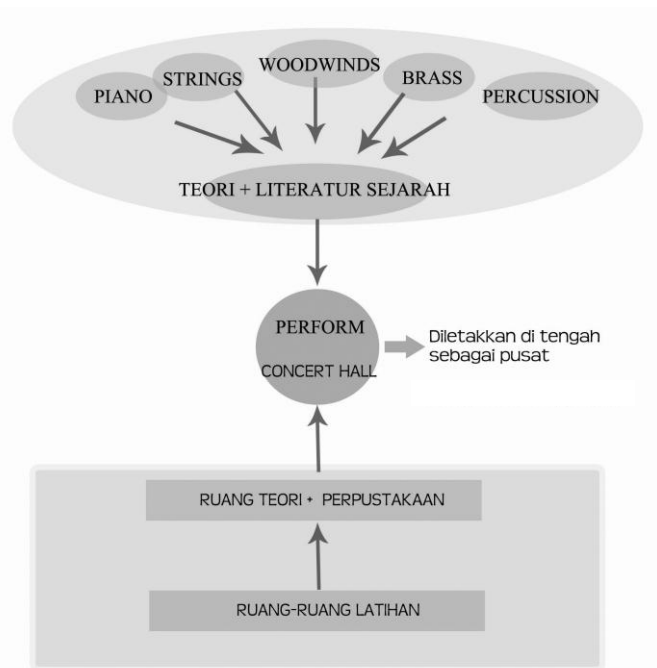 PIANO
STRINGS
WOODWINDS
BRASS
PERCUSSION
TEORI + LITERATUR SEJARAH
PERFORM
CONCERT HALL
Diletakkan di tengah
sebagai pusat
RUANG TEORI + PERPUSTAKAAN
RUANG-RUANG LATIHAN